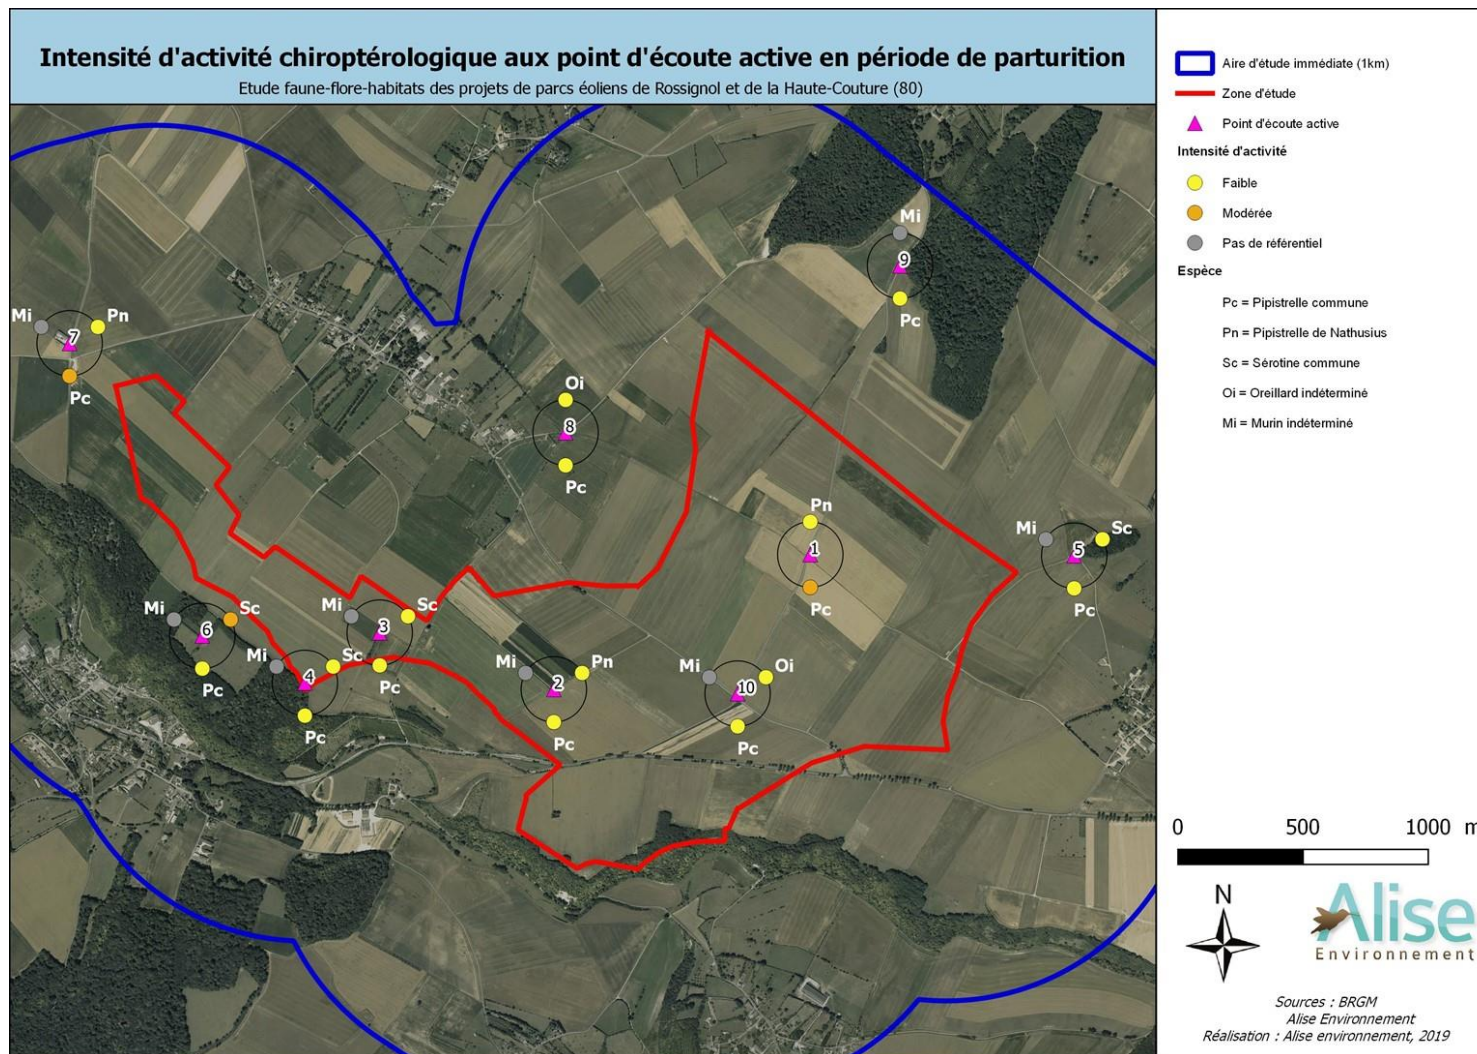 Intensité d'activité chiroptérologique aux point d'écoute active en période de parturition
Etude faune-flore-habitats des projets de parcs éoliens de Rossignol et de la Haute-Couture (80)
Mi
9
Pc
Mi
Pn
7
Pc
Oi
8
Pc
Pn
1
Pc
Mi
Sc
5
Pc
Mi
Sc
6
Pc
Mi
Sc
3
Pc
Mi
Sc
4
Pc
Mi
Pn
2
Pc
Mi
Oi
10
Pc
Aire d'étude immédiate (1km)
Zone d'étude
Point d'écoute active
Intensité d'activité
Faible
Modérée
Pas de référentiel
Espèce
Pc = Pipistrelle commune
Pn = Pipistrelle de Nathusius
Sc = Sérotine commune
Oi = Oreillard indéterminé
Mi = Murin indéterminé
0 500 1000 m
N
Alise
Environnement
Sources : BRGM
Alise Environnement
Réalisation : Alise environnement, 2019